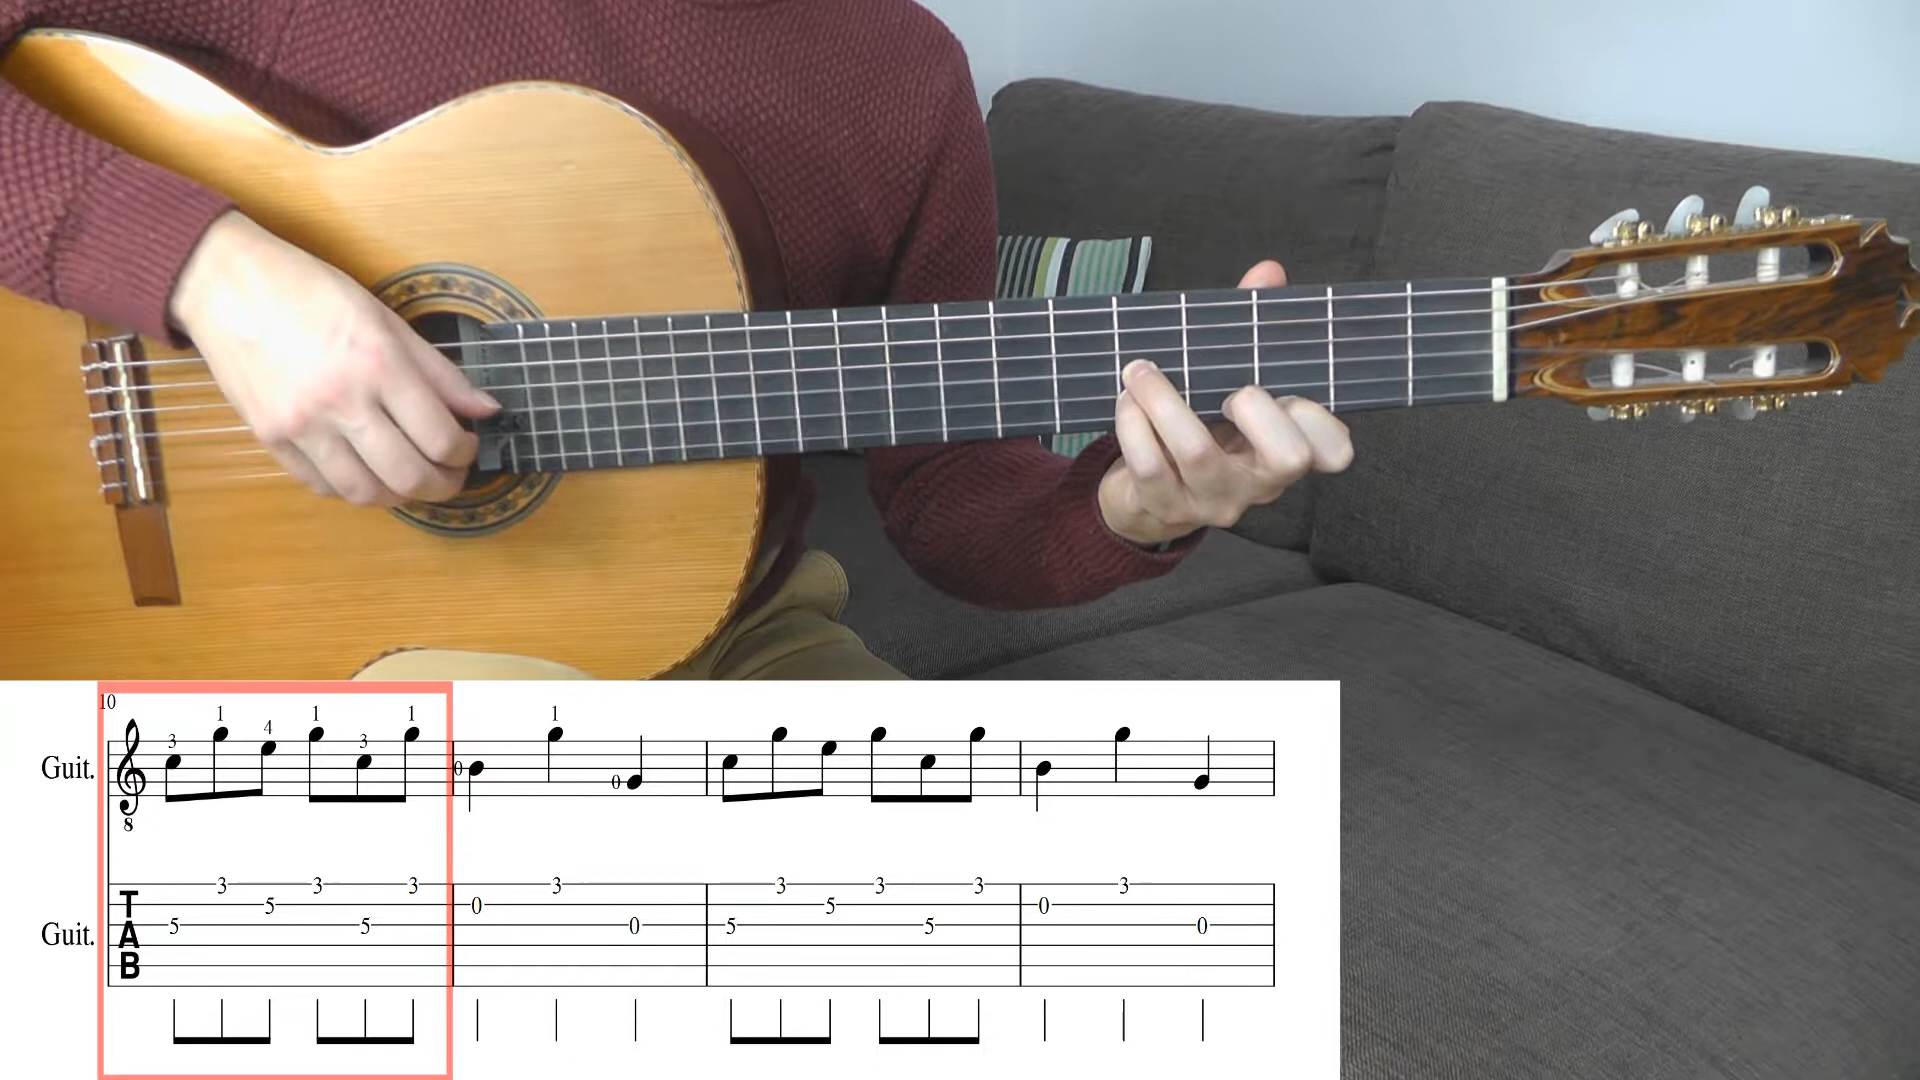 10
1 1 1 1
3 4 3
Guit. 0 0
8
3 3 3 3 3 3 3 3
T 5 0 5 0
Guit. A 5 5 0 5 5 0
B